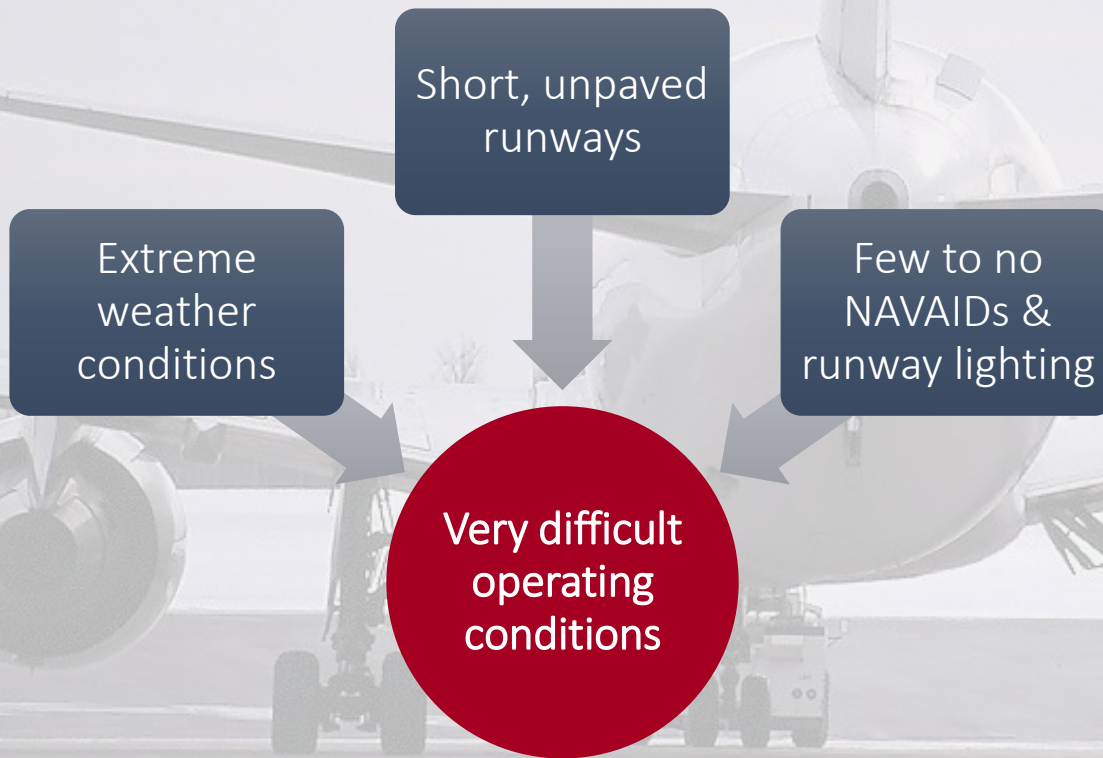 Short, unpaved
runways
Extreme
weather
conditions
Few to no
NAVAIDs &
runway lighting
Very difficult
operating
conditions